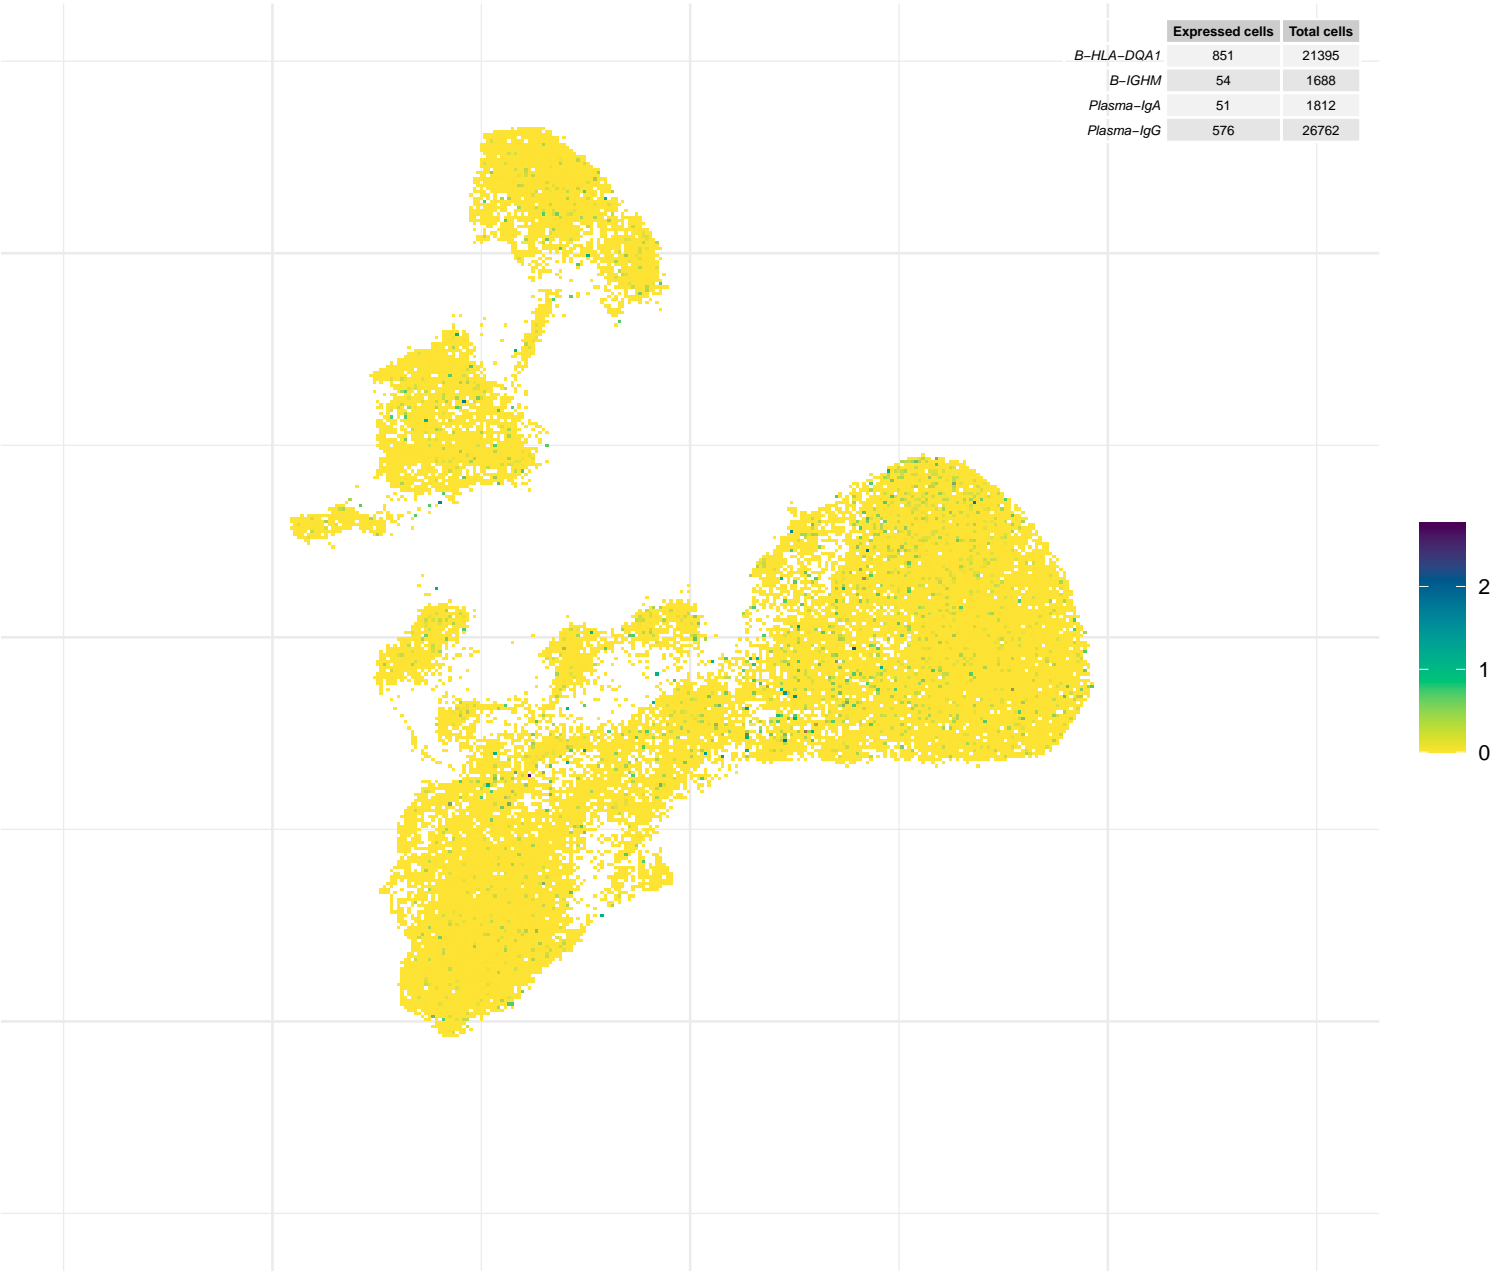 Expressed cells Total cells
B−HLA−DQA1 851 21395
B−IGHM 54 1688
Plasma−IgA 51 1812
Plasma−IgG 576 26762
2
1
0